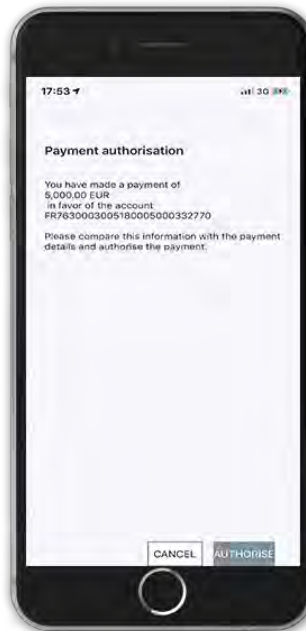 17:53
3G
Payment authorisation
You have made a payment of
5,000.00 EUR
in favor of the account
FR7630003005180005000332770
Please compare this information with the payment
details and authorise the payment.
CANCEL AUTHORISE